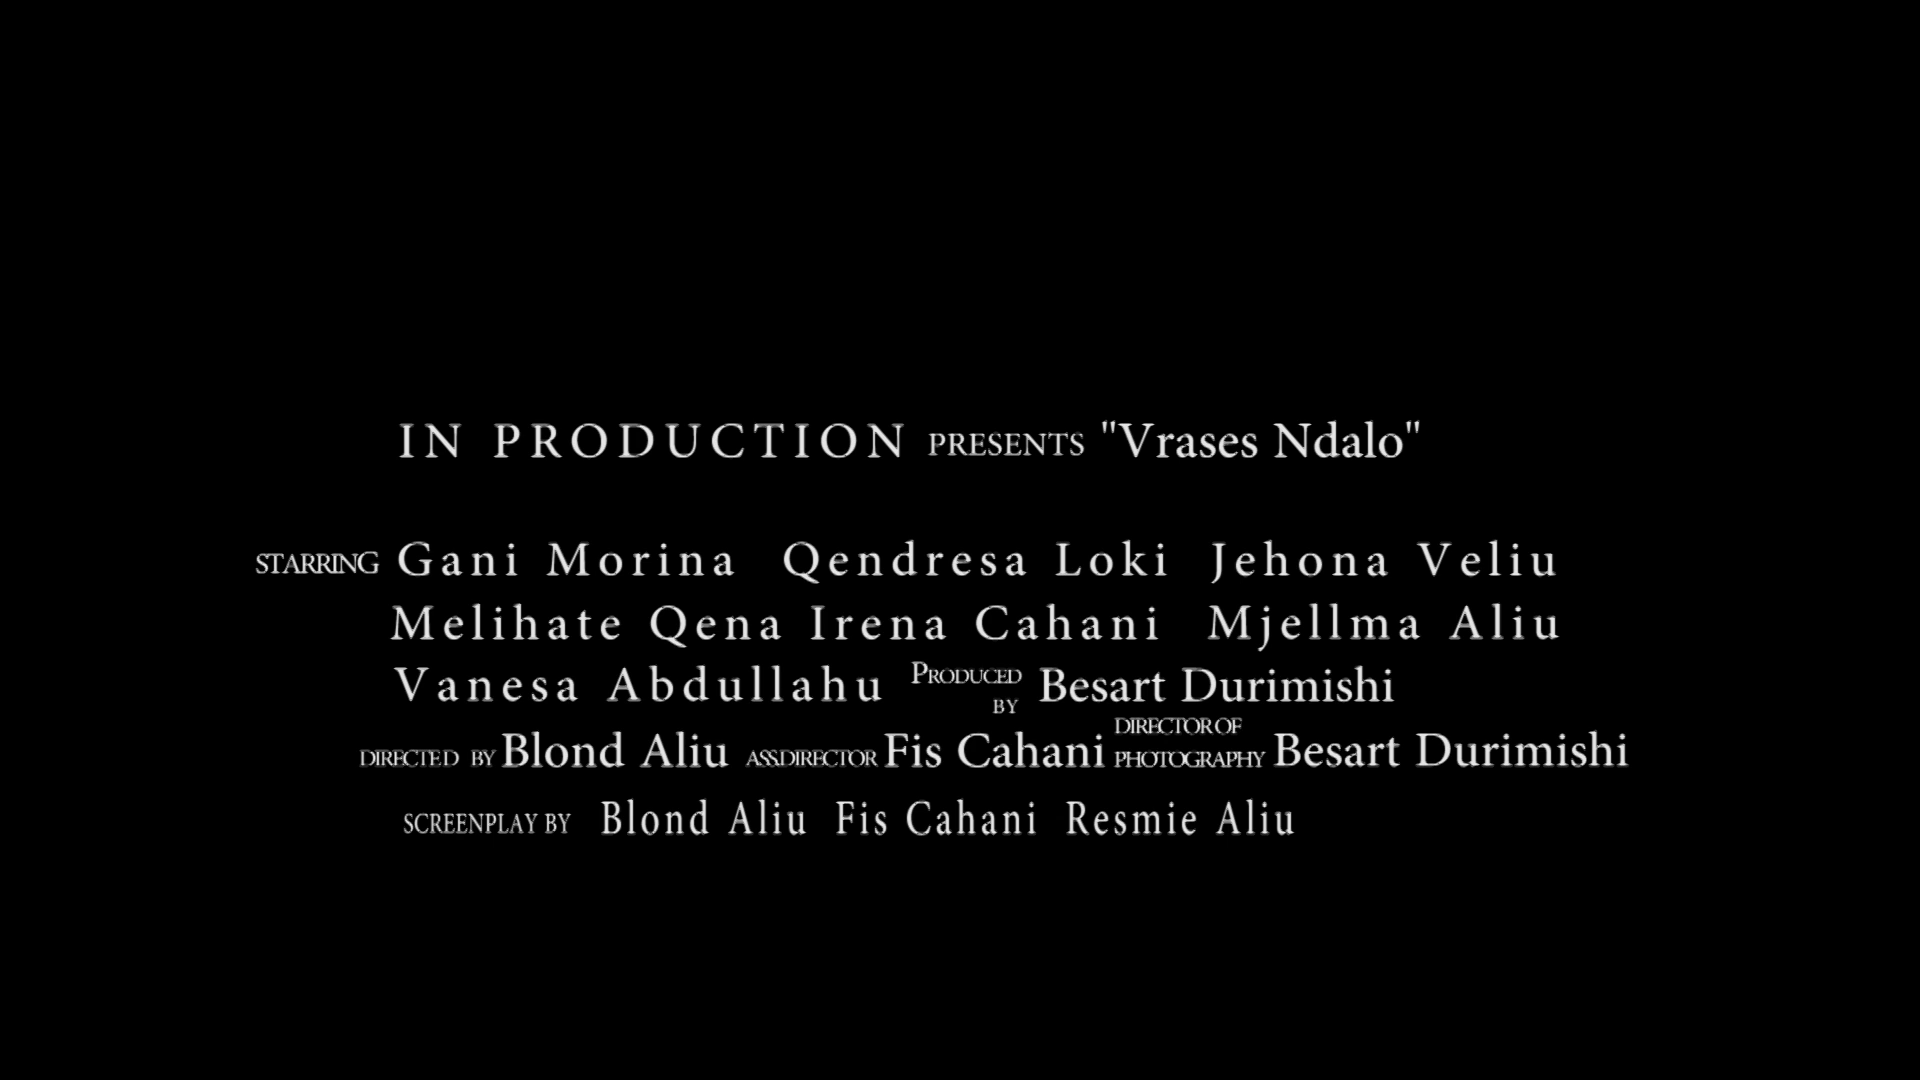 IN PRODUCTION PRESENTS "Vrases Ndalo"
STARRING Gani Morina Qendresa Loki Jehona Veliu
Melihate Qena Irena Cahani Mjellma Aliu
Vanesa Abdullahu PRODUCED BY Besart Durimishi
DIRECTED BY Blond Aliu ASS.DIRECTOR Fis Cahani DIRECTOR OF PHOTOGRAPHY Besart Durimishi
SCREENPLAY BY Blond Aliu Fis Cahani Resmie Aliu